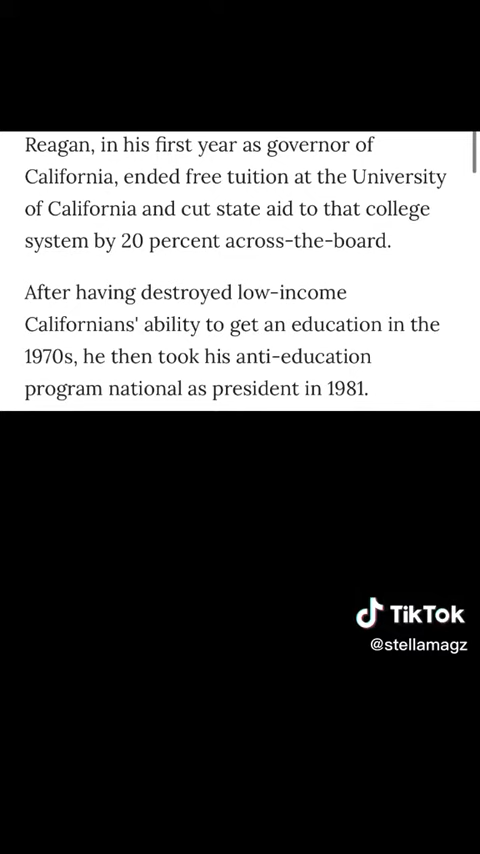 Reagan, in his first year as governor of
California, ended free tuition at the University
of California and cut state aid to that college
system by 20 percent across-the-board.
After having destroyed low-income
Californians' ability to get an education in the
1970s, he then took his anti-education
program national as president in 1981.
TikTok
@stellamagz